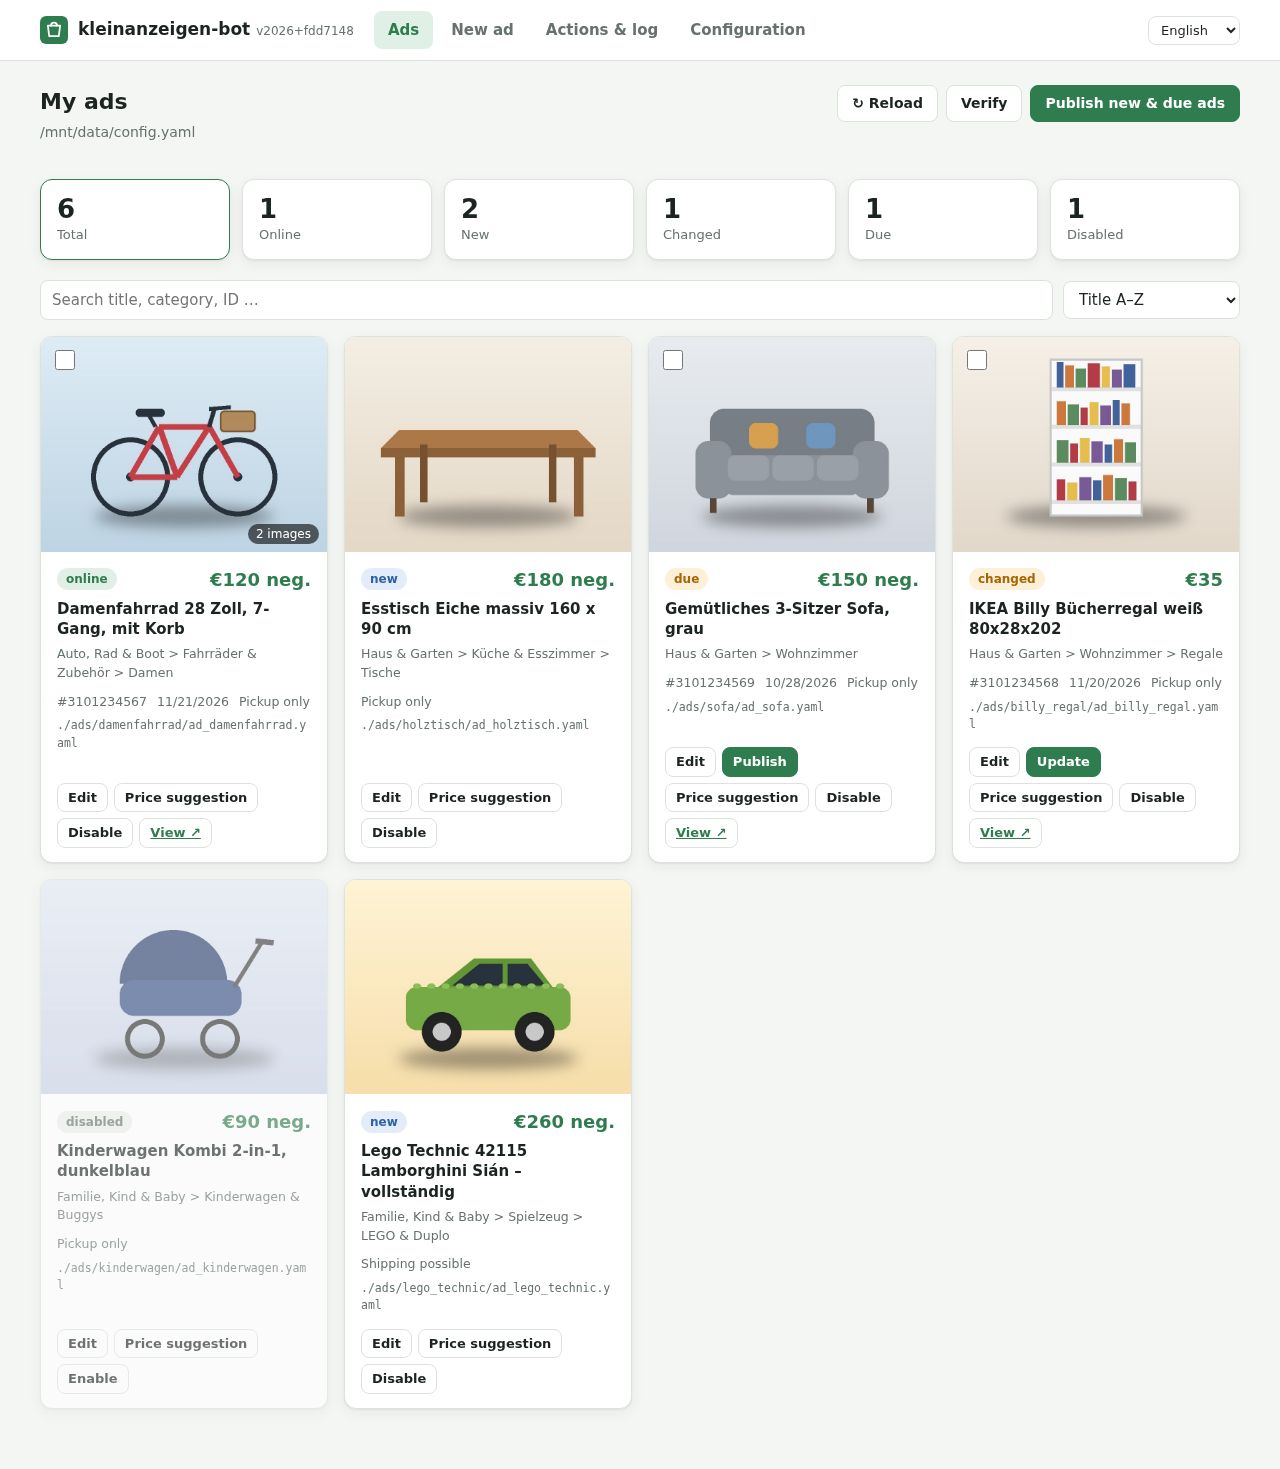 kleinanzeigen-bot v2026+fdd7148 Ads New ad Actions & log Configuration English
My ads
↻ Reload Verify Publish new & due ads
/mnt/data/config.yaml
6 1 2 1 1 1
Total Online New Changed Due Disabled
Search title, category, ID …
Title A–Z
2 images
online €120 neg.
Damenfahrrad 28 Zoll, 7-
Gang, mit Korb
Auto, Rad & Boot > Fahrräder &
Zubehör > Damen
#3101234567 11/21/2026 Pickup only
./ads/damenfahrrad/ad_damenfahrrad.y
aml
Edit Price suggestion
Disable View ↗
new €180 neg.
Esstisch Eiche massiv 160 x
90 cm
Haus & Garten > Küche & Esszimmer >
Tische
Pickup only
./ads/holztisch/ad_holztisch.yaml
Edit Price suggestion
Disable
due €150 neg.
Gemütliches 3-Sitzer Sofa,
grau
Haus & Garten > Wohnzimmer
#3101234569 10/28/2026 Pickup only
./ads/sofa/ad_sofa.yaml
Edit Publish
Price suggestion Disable
View ↗
changed €35
IKEA Billy Bücherregal weiß
80x28x202
Haus & Garten > Wohnzimmer > Regale
#3101234568 11/20/2026 Pickup only
./ads/billy_regal/ad_billy_regal.yam
l
Edit Update
Price suggestion Disable
View ↗
disabled €90 neg.
Kinderwagen Kombi 2-in-1,
dunkelblau
Familie, Kind & Baby > Kinderwagen &
Buggys
Pickup only
./ads/kinderwagen/ad_kinderwagen.yam
l
Edit Price suggestion
Enable
new €260 neg.
Lego Technic 42115
Lamborghini Sián –
vollständig
Familie, Kind & Baby > Spielzeug >
LEGO & Duplo
Shipping possible
./ads/lego_technic/ad_lego_technic.y
aml
Edit Price suggestion
Disable